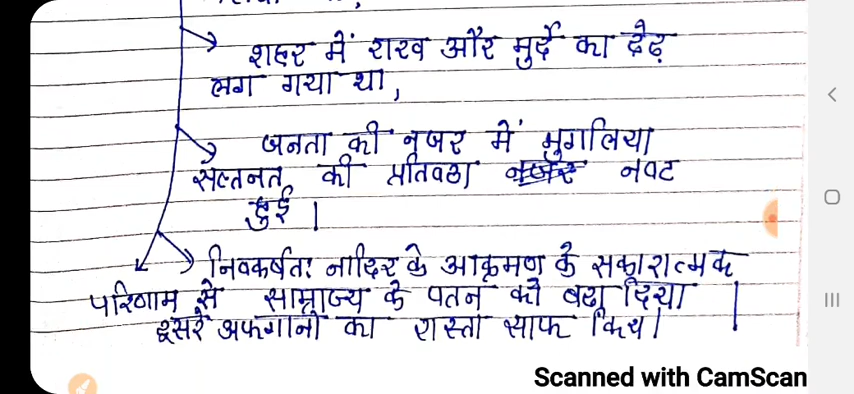 शहर में राख और मुर्दे का ढेढ़
लग गया था,
जनता की नजर में मुगलिया
सल्तनत की प्रतिष्ठा नष्ट
हुई |
निष्कर्षतः नादिर के आक्रमण के सकारात्मक
परिणाम से साम्राज्य के पतन को बढ़ा दिया |
दूसरे अफगानों का रास्ता साफ किया
Scanned with CamScan